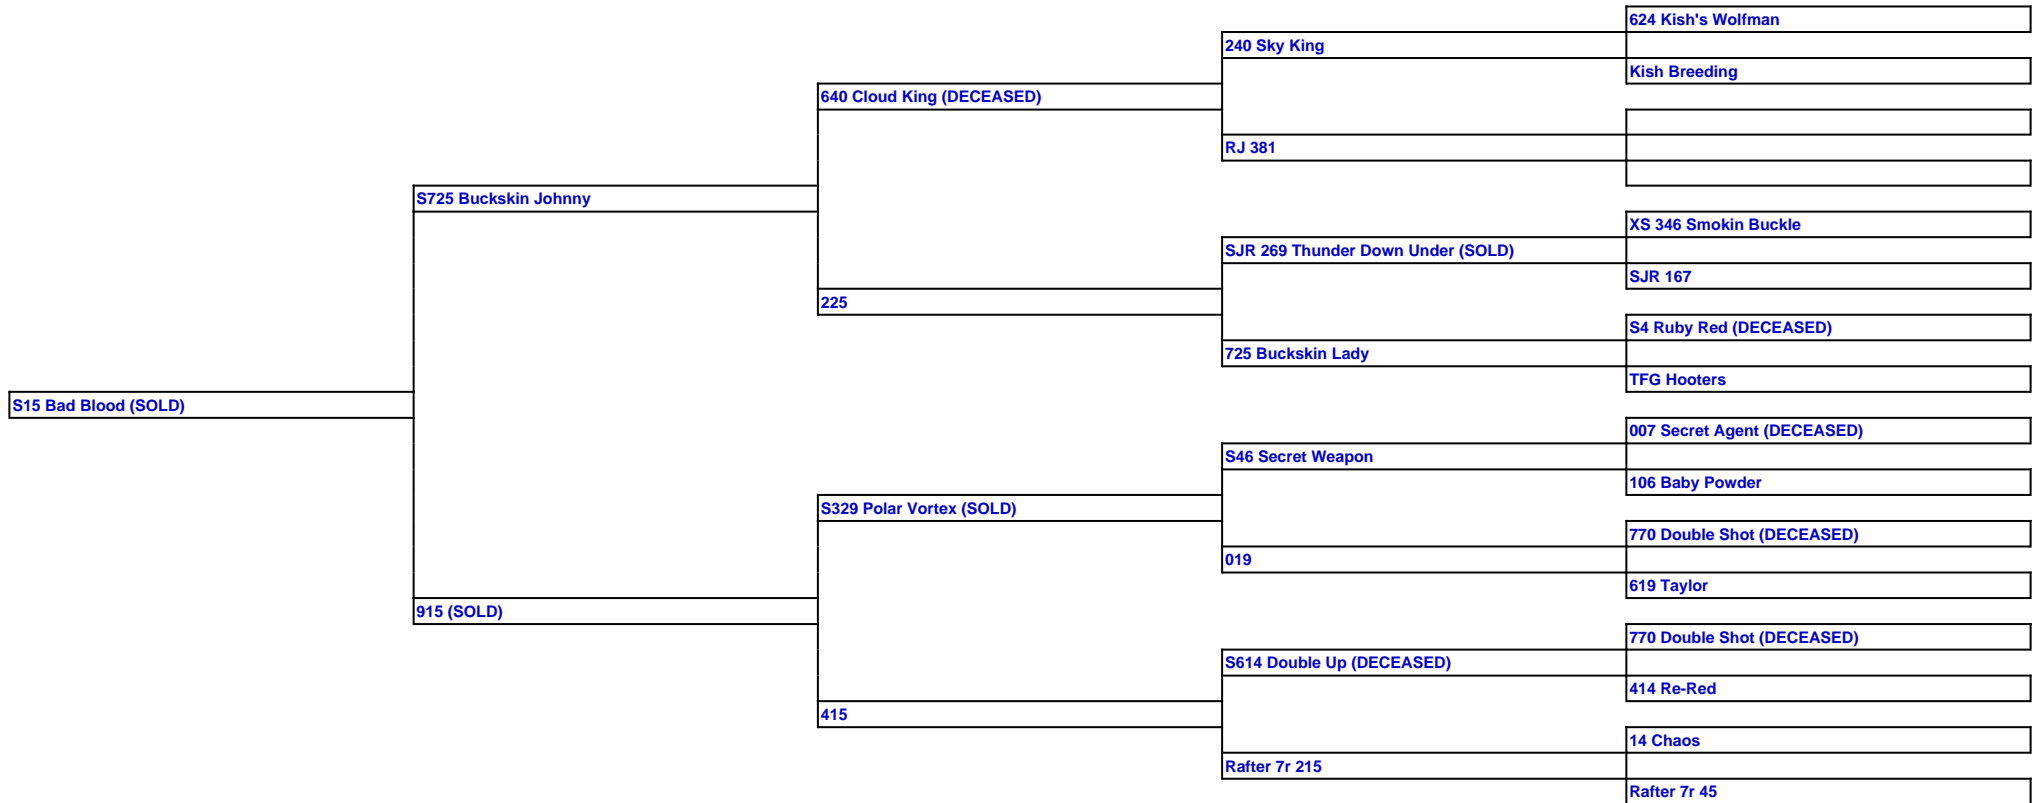 624 Kish's Wolfman
240 Sky King
Kish Breeding
640 Cloud King (DECEASED)
RJ 381
S725 Buckskin Johnny
XS 346 Smokin Buckle
SJR 269 Thunder Down Under (SOLD)
SJR 167
225
S4 Ruby Red (DECEASED)
725 Buckskin Lady
TFG Hooters
S15 Bad Blood (SOLD)
007 Secret Agent (DECEASED)
S46 Secret Weapon
106 Baby Powder
S329 Polar Vortex (SOLD)
770 Double Shot (DECEASED)
019
619 Taylor
915 (SOLD)
770 Double Shot (DECEASED)
S614 Double Up (DECEASED)
414 Re-Red
415
14 Chaos
Rafter 7r 215
Rafter 7r 45